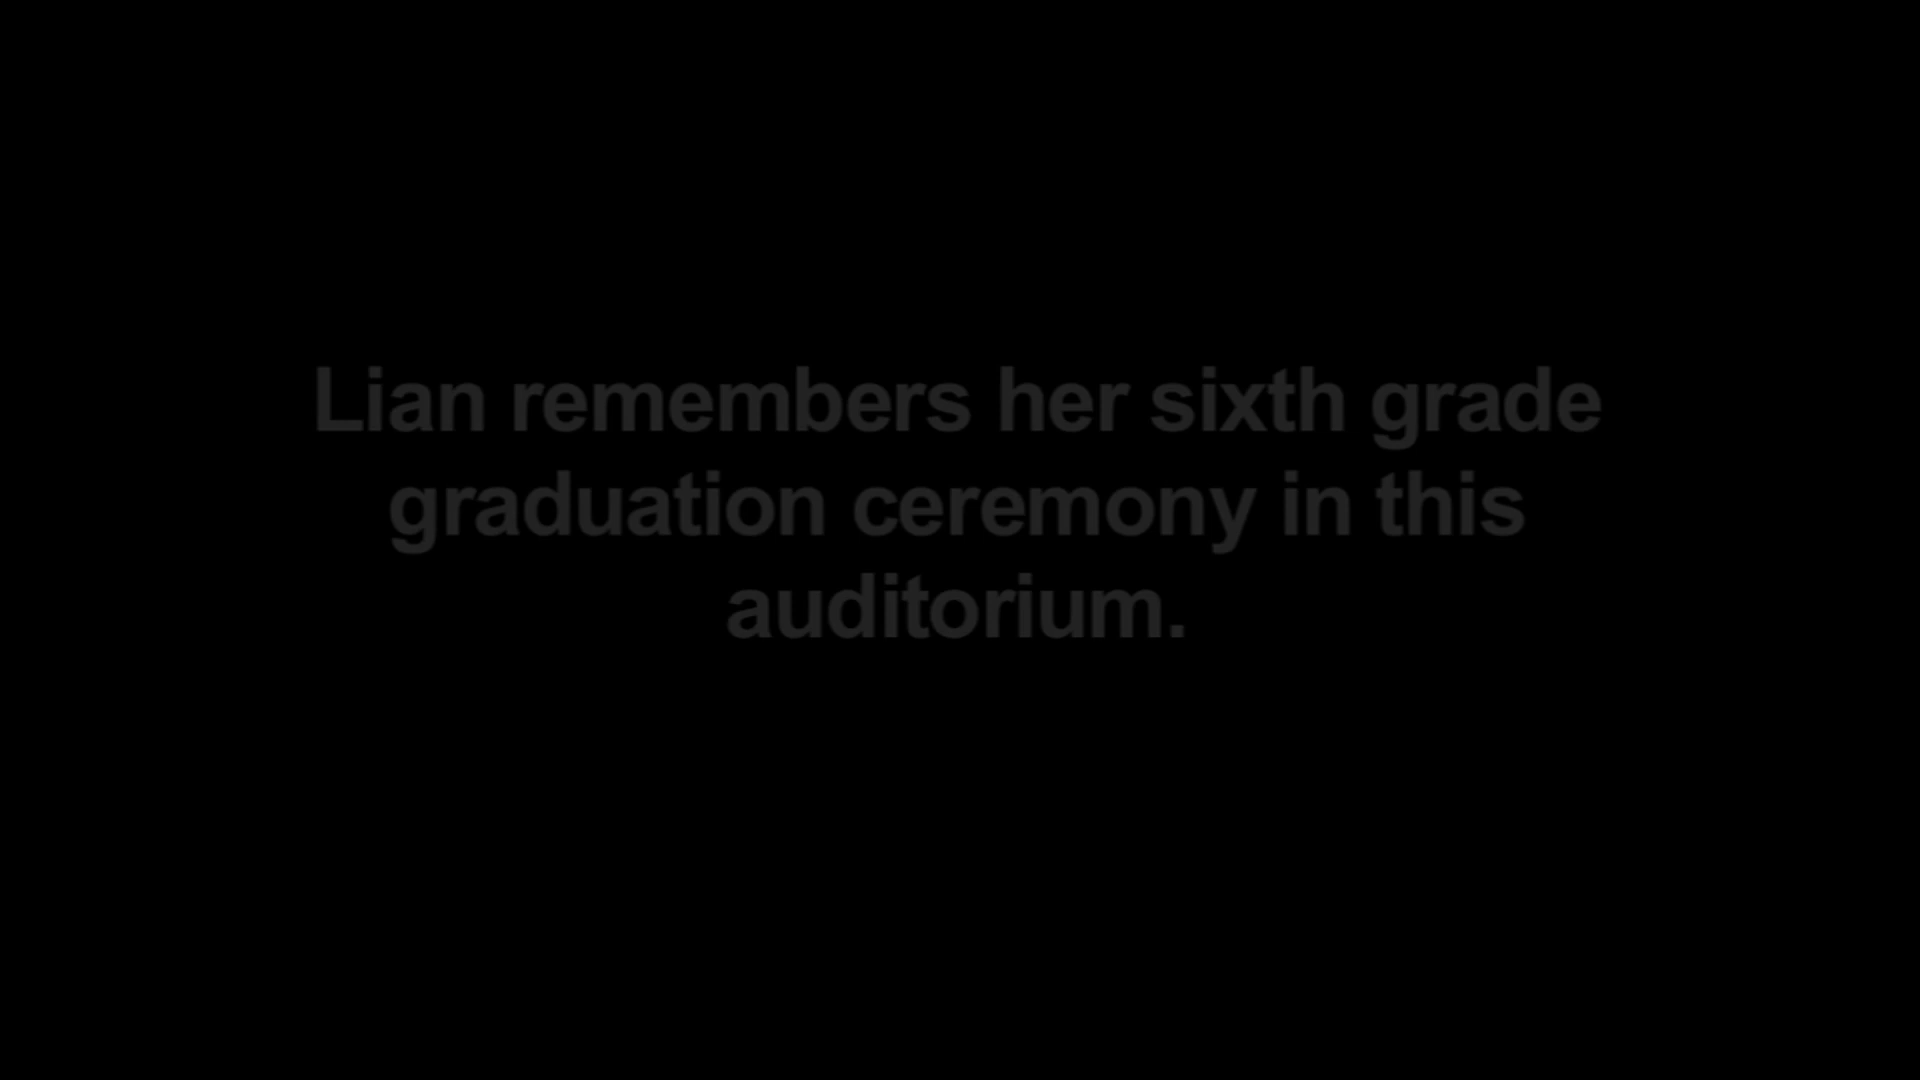 Lian remembers her sixth grade
graduation ceremony in this
auditorium.